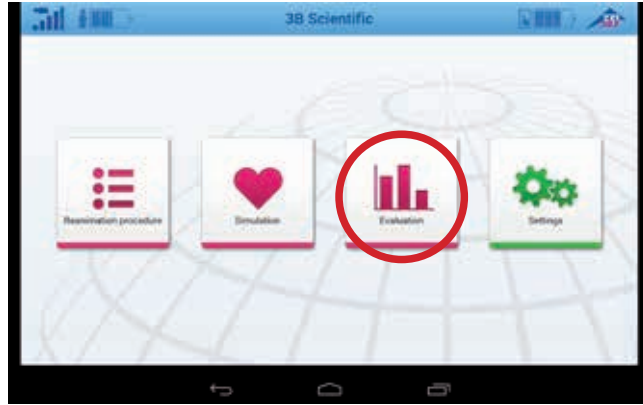 3B Scientific
Reanimation procedure
Simulation
Evaluation
Settings